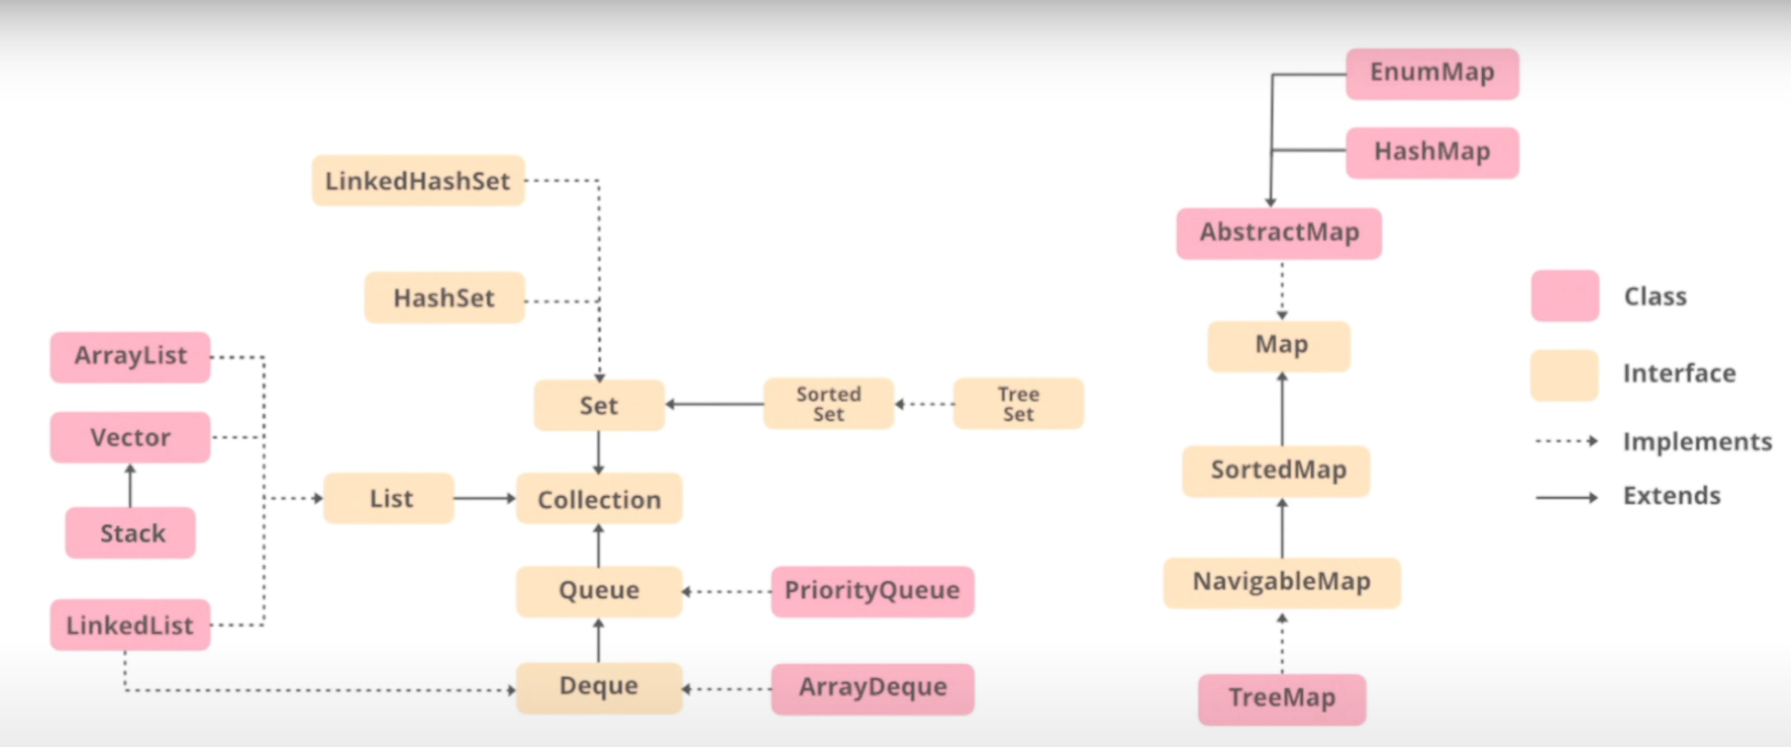 EnumMap
HashMap
LinkedHashSet
AbstractMap
HashSet
Class
ArrayList
Map
Interface
Set
Sorted
Set
Tree
Set
Vector
Implements
List
Collection
SortedMap
Extends
Stack
Queue
PriorityQueue
NavigableMap
LinkedList
Deque
ArrayDeque
TreeMap